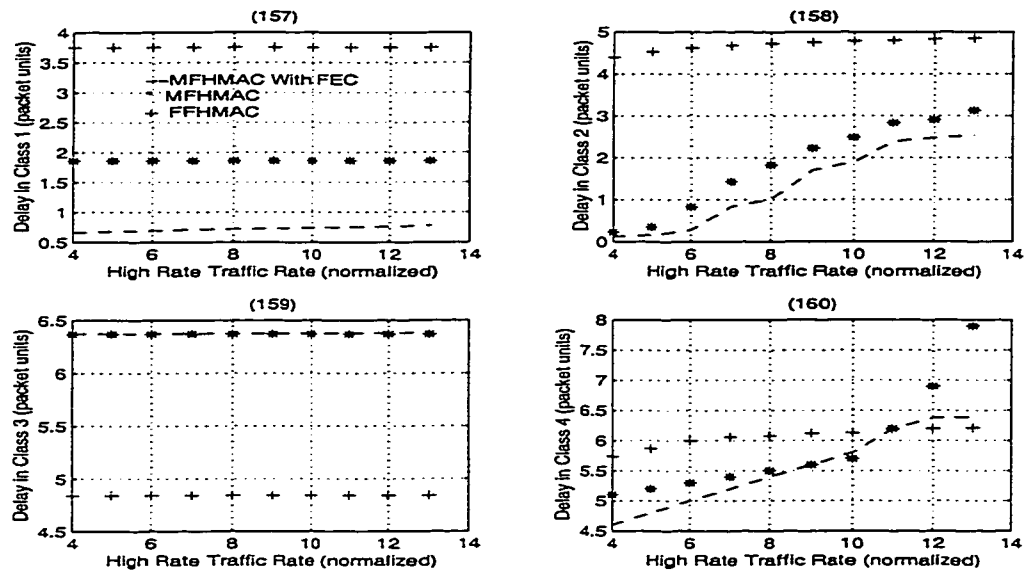 (157)
Delay in Class 1 (packet units)
4
3.5
3
2.5
2
1.5
1
0.5
MFHMAC With FEC
MFHMAC
FFHMAC
4 6 8 10 12 14
High Rate Traffic Rate (normalized)
(158)
Delay in Class 2 (packet units)
5
4
3
2
1
0
4 6 8 10 12 14
High Rate Traffic Rate (normalized)
(159)
Delay in Class 3 (packet units)
6.5
6
5.5
5
4.5
4 6 8 10 12 14
High Rate Traffic Rate (normalized)
(160)
Delay in Class 4 (packet units)
8
7.5
7
6.5
6
5.5
5
4.5
4 6 8 10 12 14
High Rate Traffic Rate (normalized)